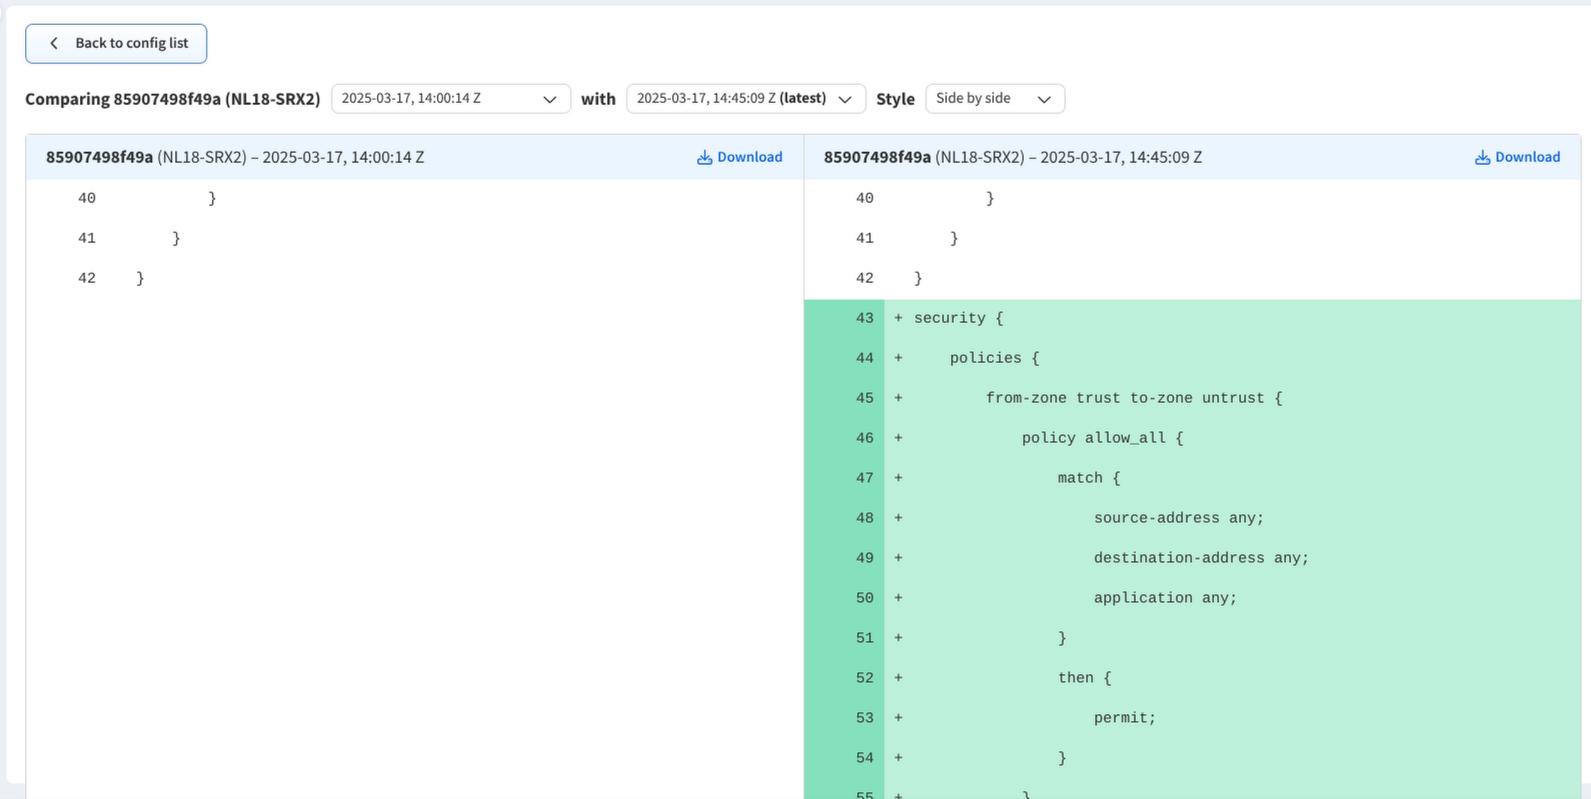 Back to config list
Comparing 85907498f49a (NL18-SRX2) 2025-03-17, 14:00:14 Z with 2025-03-17, 14:45:09 Z (latest) Style Side by side
85907498f49a (NL18-SRX2) – 2025-03-17, 14:00:14 Z Download
40 }
41 }
42 }
85907498f49a (NL18-SRX2) – 2025-03-17, 14:45:09 Z Download
40 }
41 }
42 }
43 + security {
44 + policies {
45 + from-zone trust to-zone untrust {
46 + policy allow_all {
47 + match {
48 + source-address any;
49 + destination-address any;
50 + application any;
51 + }
52 + then {
53 + permit;
54 + }
55 + }